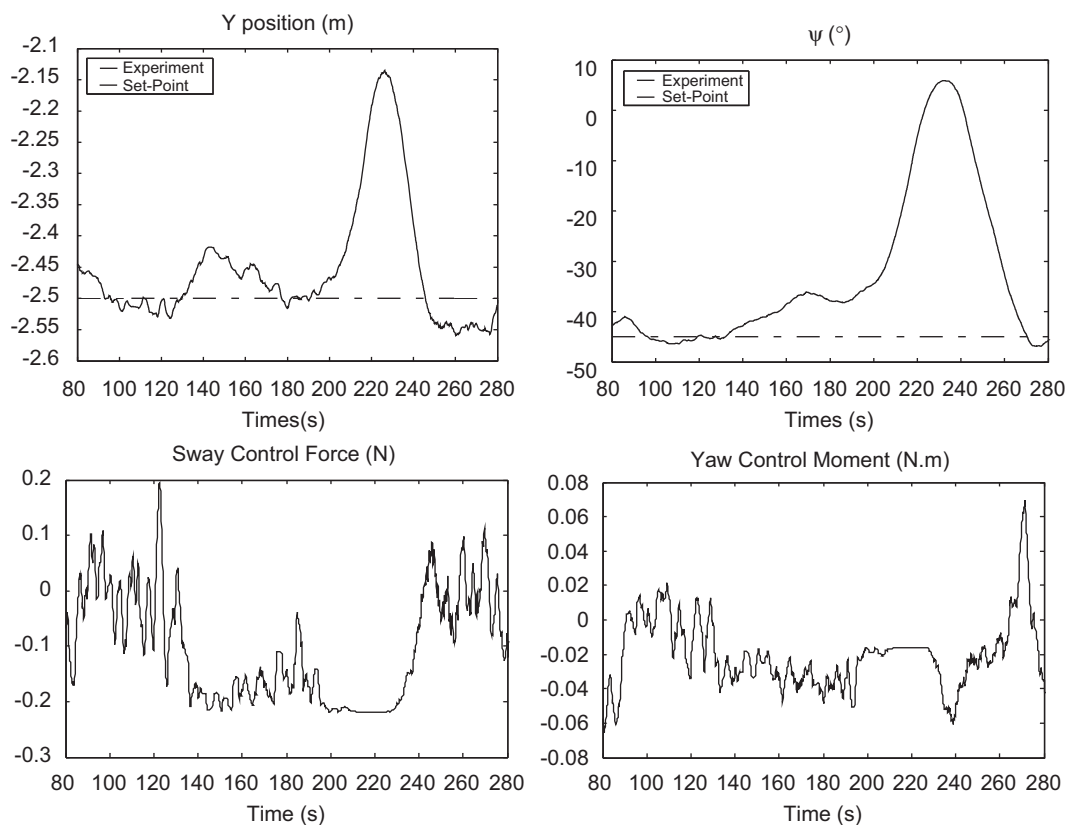 Y position (m)
-2.1
-2.15
-2.2
-2.25
-2.3
-2.35
-2.4
-2.45
-2.5
-2.55
-2.6
Experiment
Set-Point
80 100 120 140 160 180 200 220 240 260 280
Times(s)
ψ (°)
10
0
-10
-20
-30
-40
-50
Experiment
Set-Point
80 100 120 140 160 180 200 220 240 260 280
Times (s)
Sway Control Force (N)
0.2
0.1
0
-0.1
-0.2
-0.3
80 100 120 140 160 180 200 220 240 260 280
Time (s)
Yaw Control Moment (N.m)
0.08
0.06
0.04
0.02
0
-0.02
-0.04
-0.06
-0.08
80 100 120 140 160 180 200 220 240 260 280
Time (s)